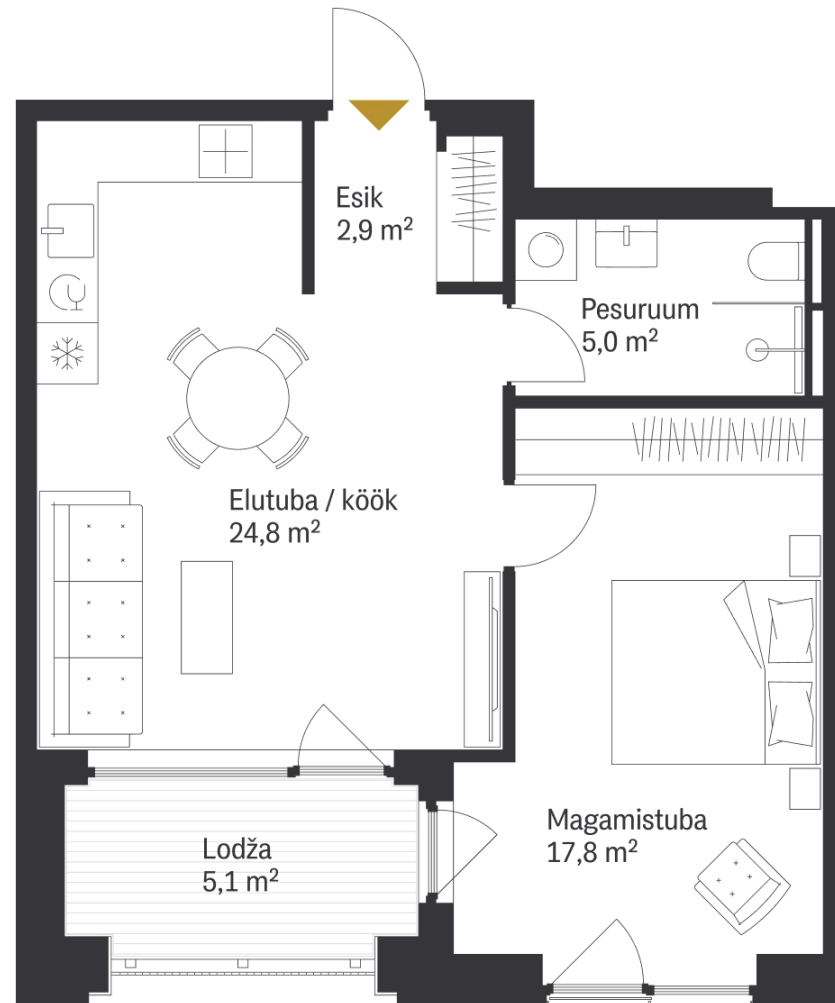 Esik
2,9 m²
Pesuruum
5,0 m²
Elutuba / köök
24,8 m²
Magamistuba
17,8 m²
Lodža
5,1 m²